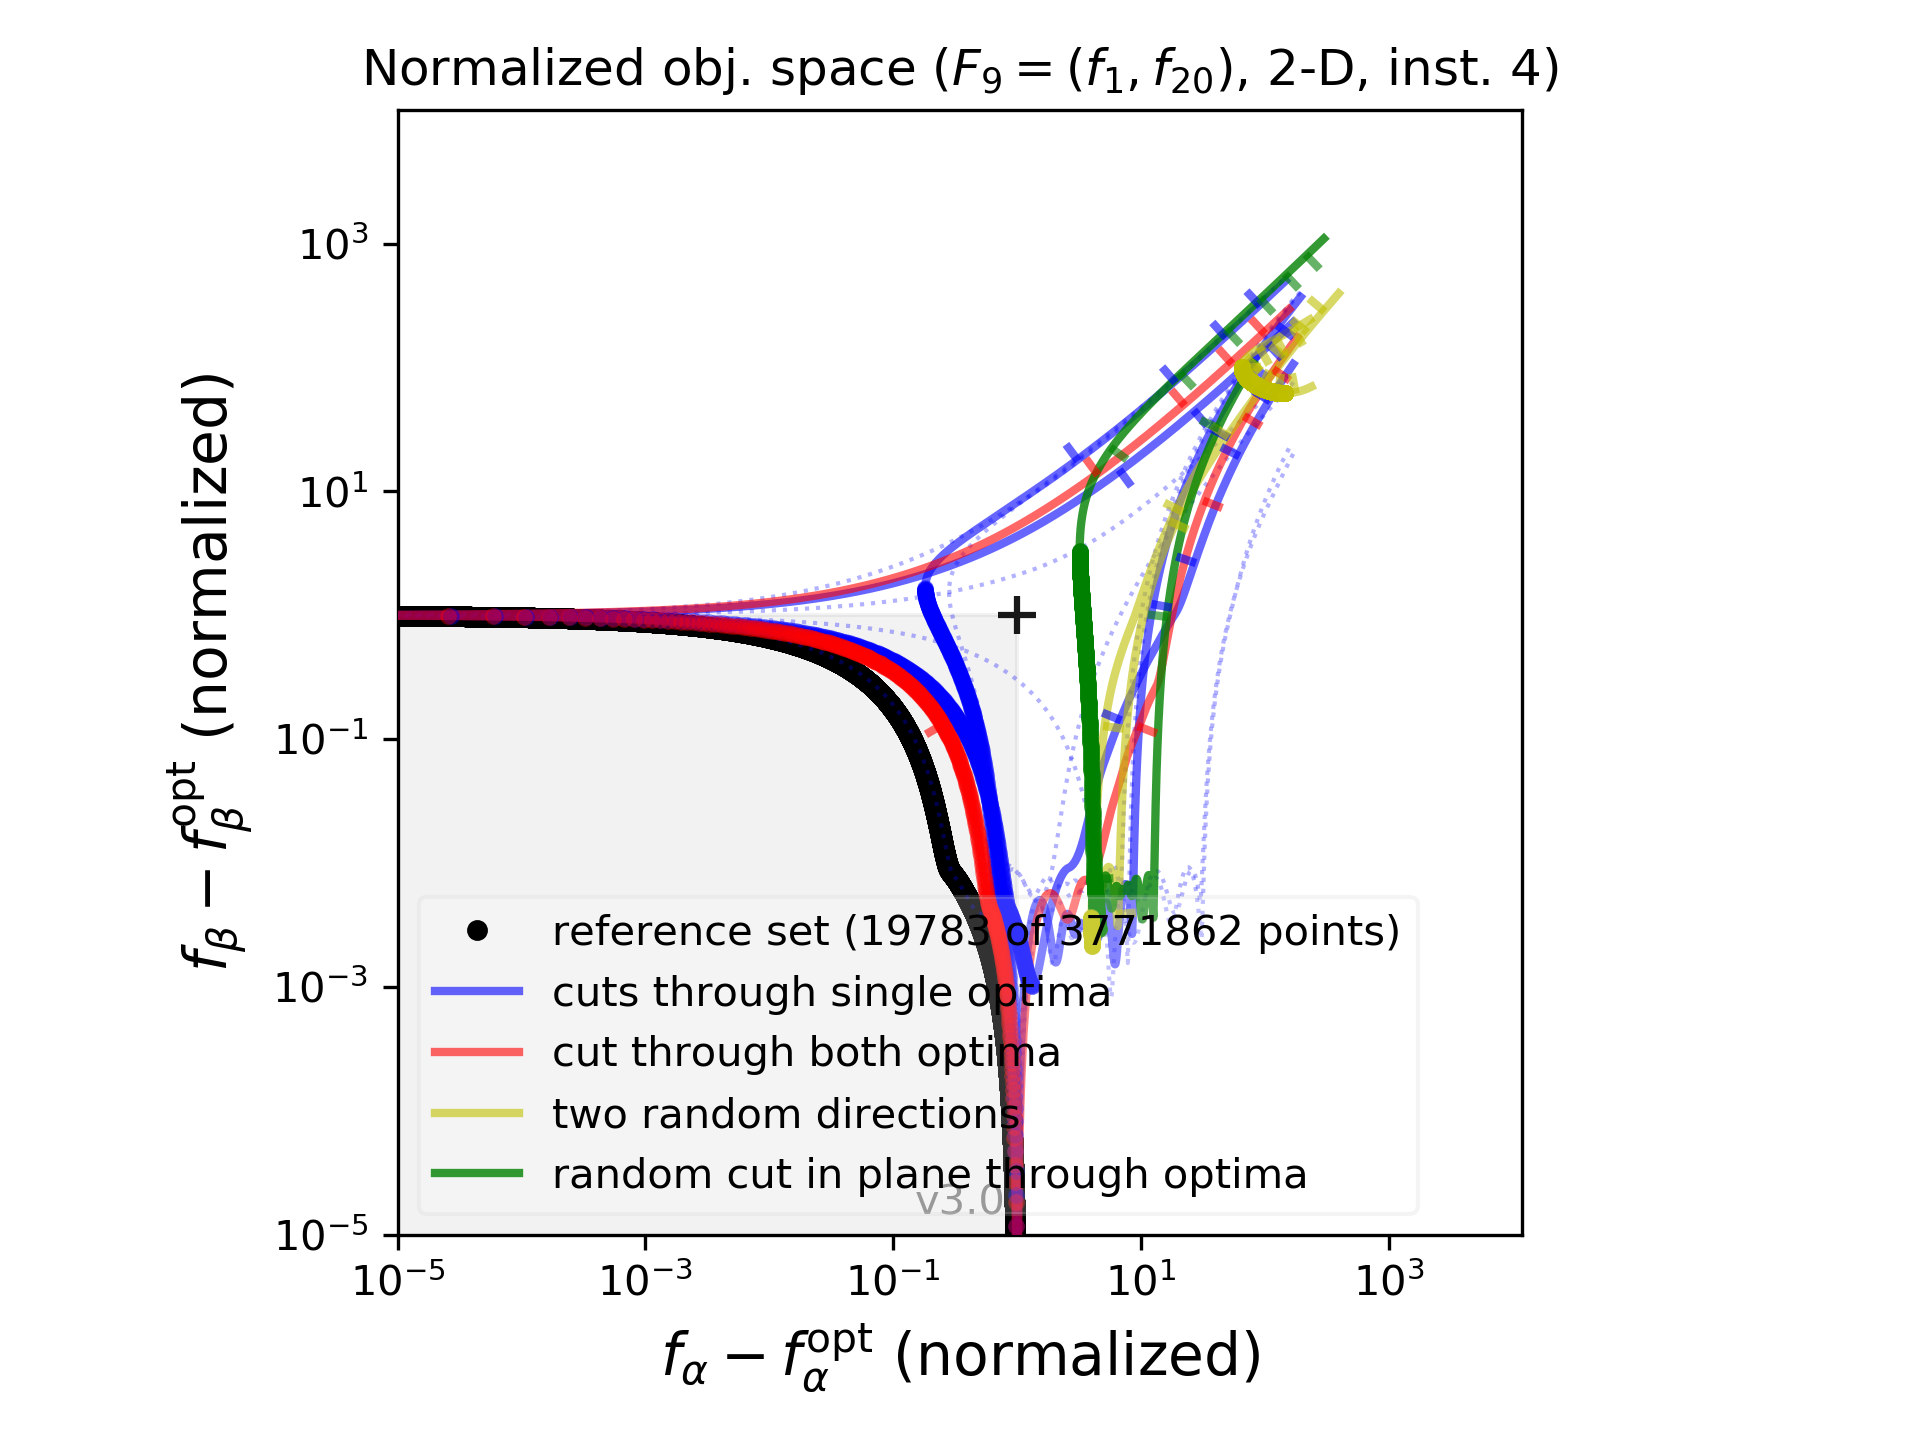 Normalized obj. space (F₉ = (f₁, f₂₀), 2-D, inst. 4)
f_β − f_β^opt (normalized)
10³
10¹
10⁻¹
10⁻³
10⁻⁵
reference set (19783 of 3771862 points)
cuts through single optima
cut through both optima
two random directions
random cut in plane through optima
v3.0
10⁻⁵ 10⁻³ 10⁻¹ 10¹ 10³
f_α − f_α^opt (normalized)